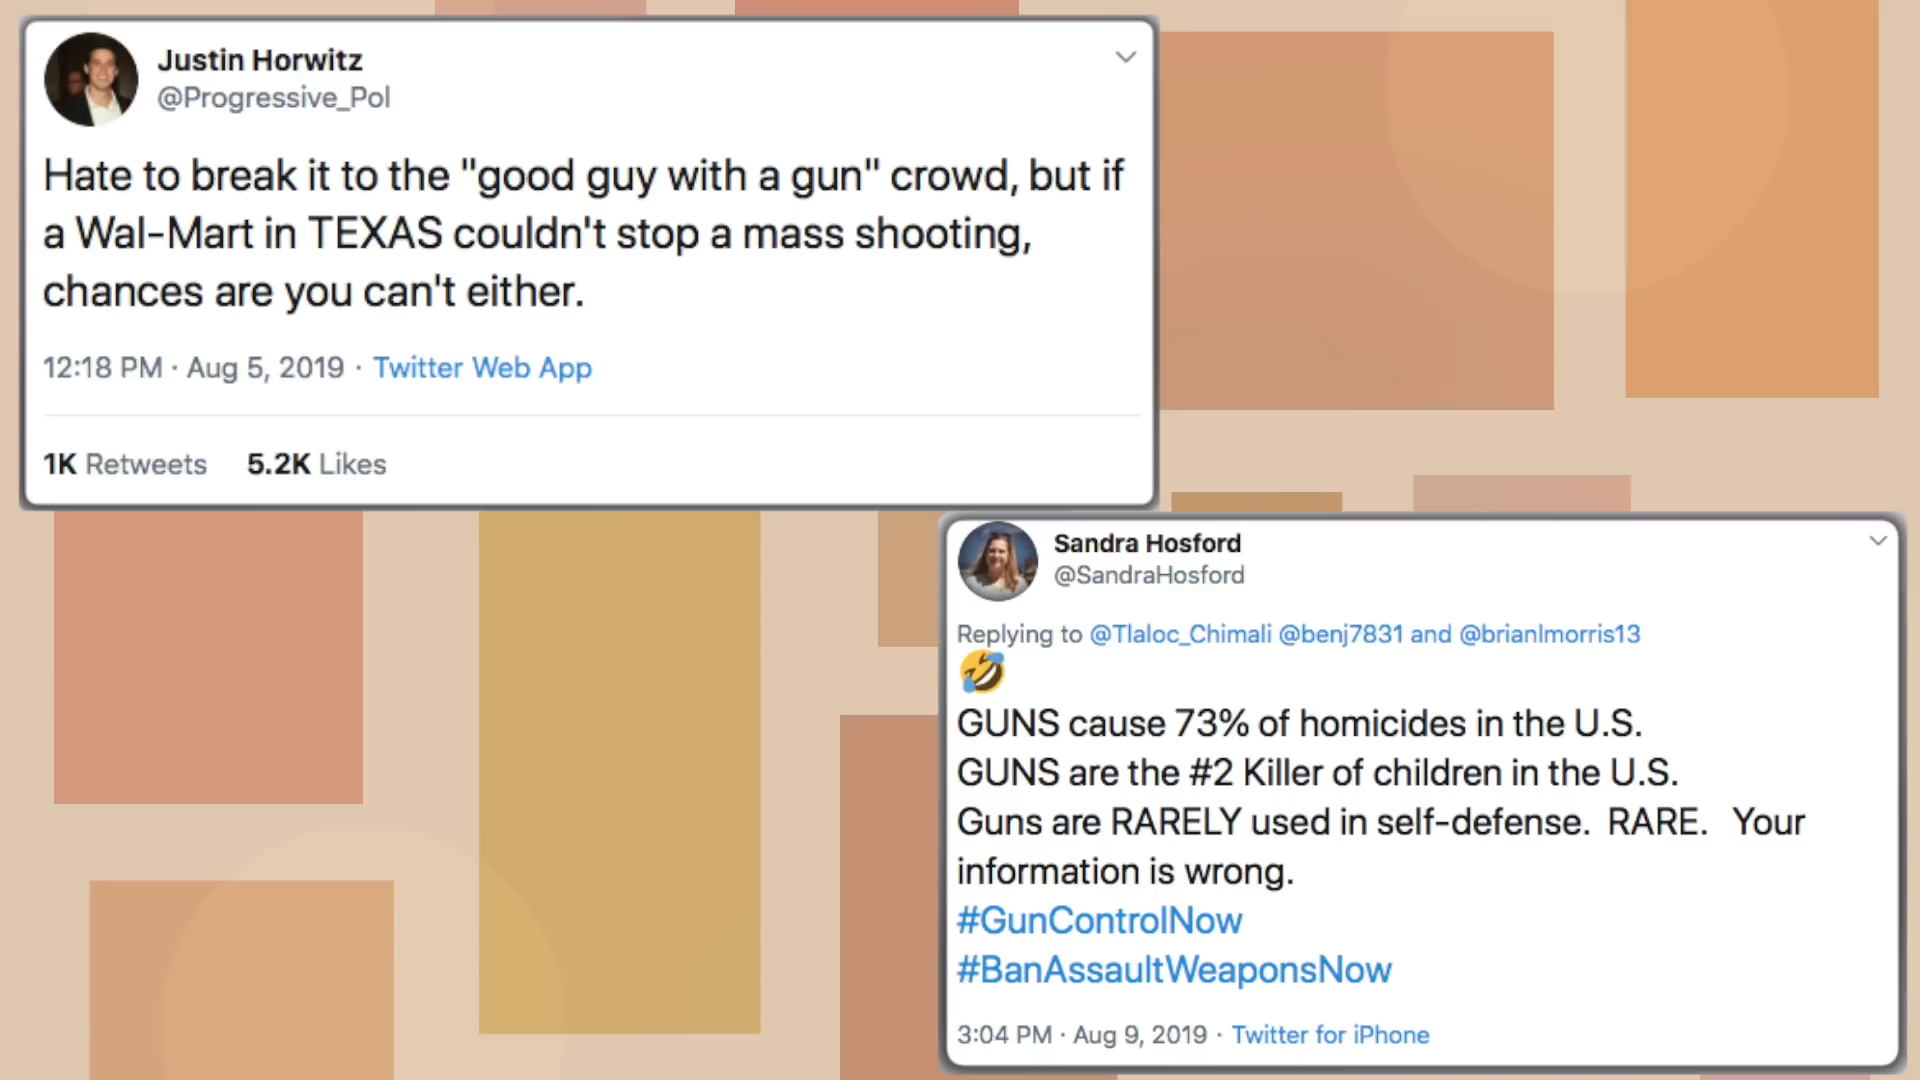 Justin Horwitz
@Progressive_Pol
Hate to break it to the "good guy with a gun" crowd, but if
a Wal-Mart in TEXAS couldn't stop a mass shooting,
chances are you can't either.
12:18 PM · Aug 5, 2019 · Twitter Web App
1K Retweets 5.2K Likes
Sandra Hosford
@SandraHosford
Replying to @Tlaloc_Chimali @benj7831 and @brianlmorris13
🤣
GUNS cause 73% of homicides in the U.S.
GUNS are the #2 Killer of children in the U.S.
Guns are RARELY used in self-defense. RARE. Your
information is wrong.
#GunControlNow
#BanAssaultWeaponsNow
3:04 PM · Aug 9, 2019 · Twitter for iPhone